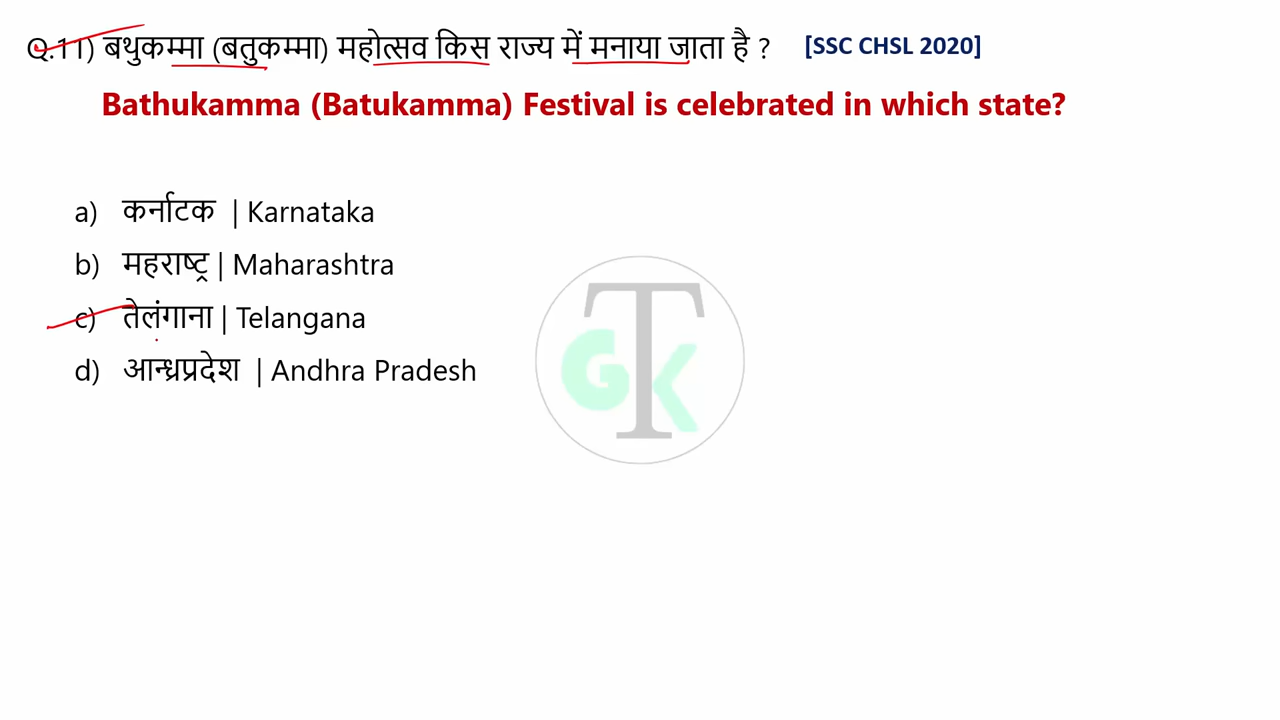 Q.11) बथुकम्मा (बतुकम्मा) महोत्सव किस राज्य में मनाया जाता है ? [SSC CHSL 2020]
Bathukamma (Batukamma) Festival is celebrated in which state?
a) कर्नाटक | Karnataka
b) महराष्ट्र | Maharashtra
c) तेलंगाना | Telangana
d) आन्ध्रप्रदेश | Andhra Pradesh
GTK